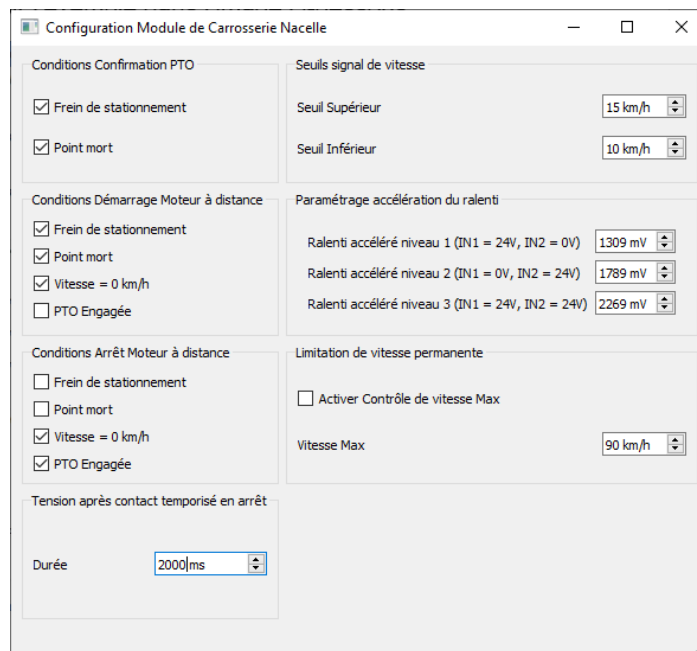 Configuration Module de Carrosserie Nacelle
Conditions Confirmation PTO
Frein de stationnement
Point mort
Seuils signal de vitesse
Seuil Supérieur 15 km/h
Seuil Inférieur 10 km/h
Conditions Démarrage Moteur à distance
Frein de stationnement
Point mort
Vitesse = 0 km/h
PTO Engagée
Paramétrage accélération du ralenti
Ralenti accéléré niveau 1 (IN1 = 24V, IN2 = 0V) 1309 mV
Ralenti accéléré niveau 2 (IN1 = 0V, IN2 = 24V) 1789 mV
Ralenti accéléré niveau 3 (IN1 = 24V, IN2 = 24V) 2269 mV
Conditions Arrêt Moteur à distance
Frein de stationnement
Point mort
Vitesse = 0 km/h
PTO Engagée
Limitation de vitesse permanente
Activer Contrôle de vitesse Max
Vitesse Max 90 km/h
Tension après contact temporisé en arrêt
Durée 2000 ms